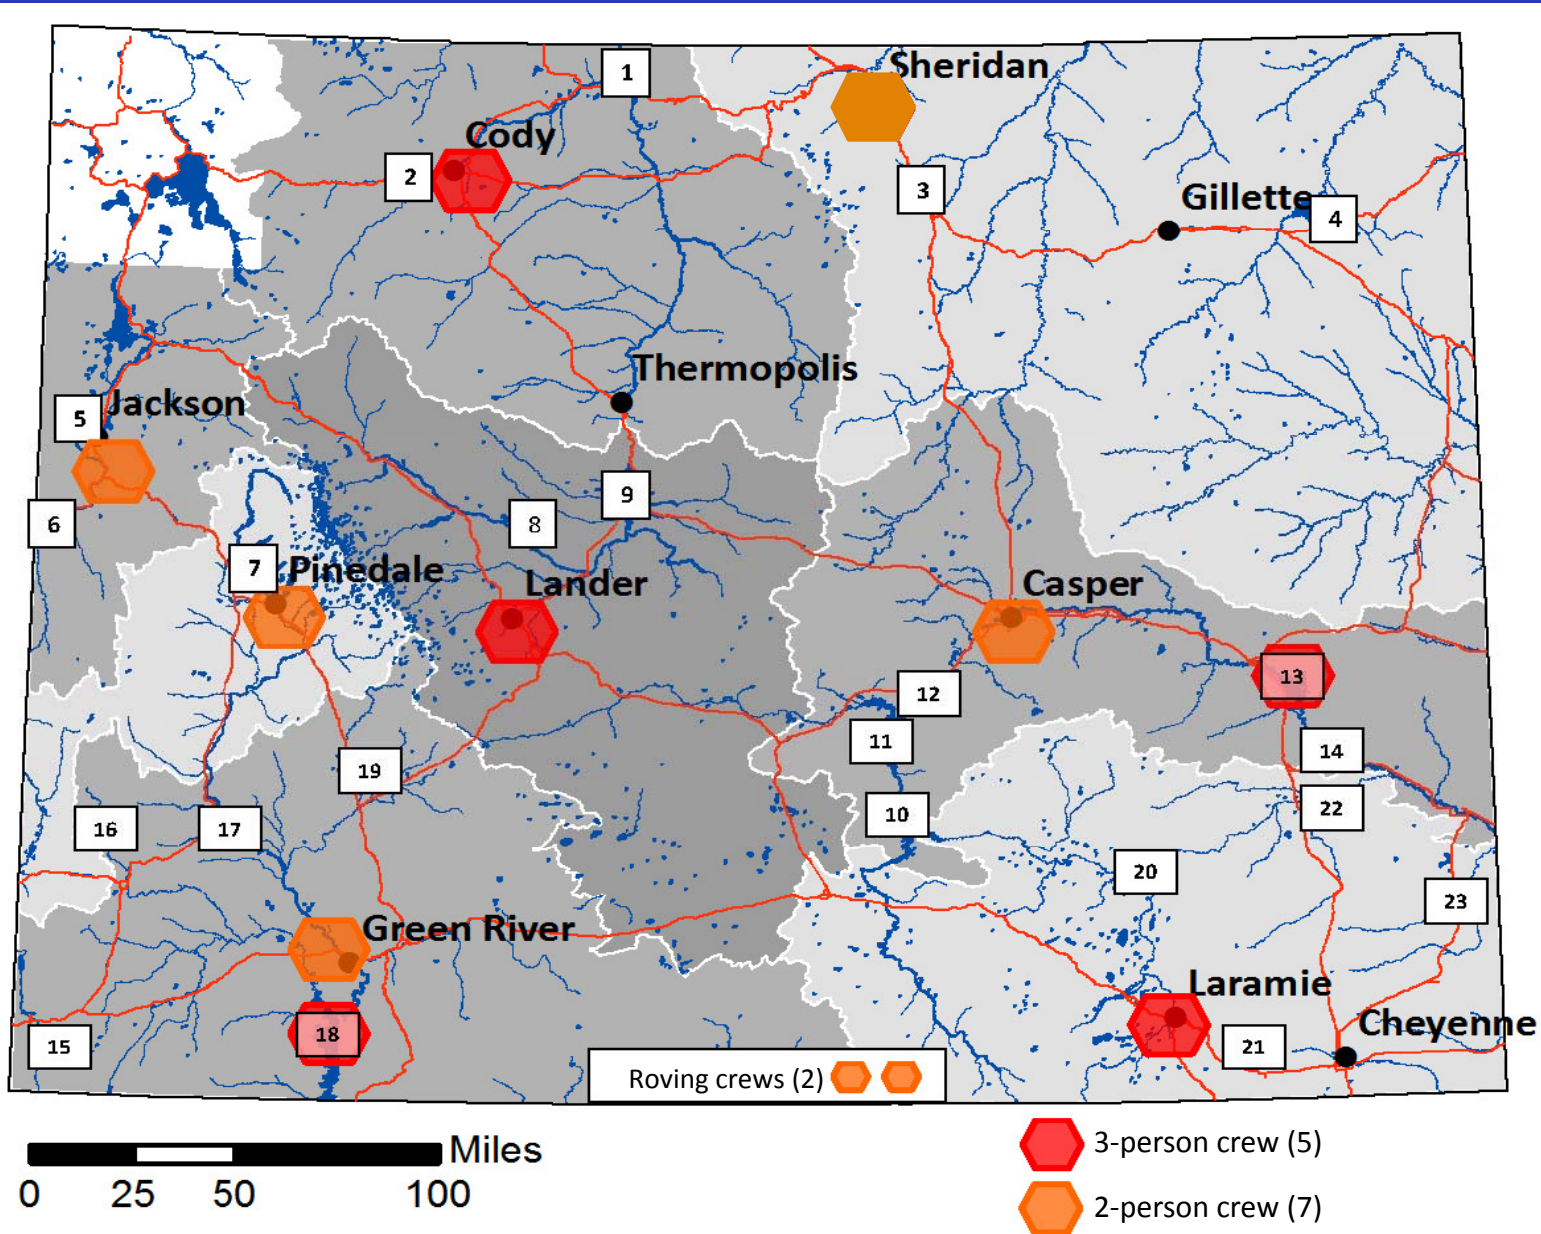 1
Sheridan
Cody
2
3
Gillette
4
Thermopolis
5
Jackson
9
6
8
7
Pinedale
Lander
Casper
13
12
11
14
19
10
22
16
17
20
23
Green River
Laramie
18
Cheyenne
15
21
Roving crews (2)
Miles
0 25 50 100
3-person crew (5)
2-person crew (7)